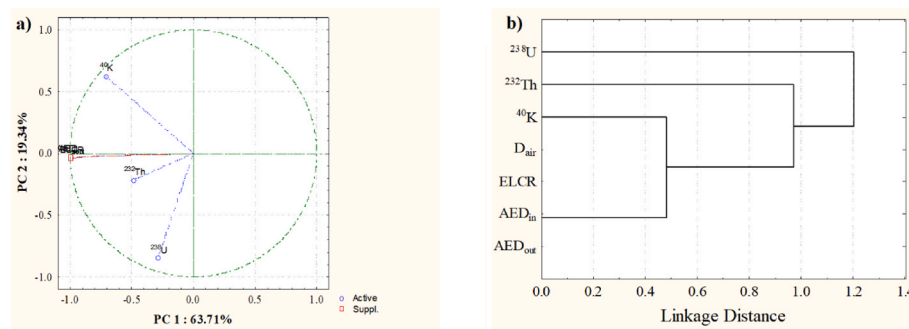 a)
1.0
0.5
0.0
-0.5
-1.0
-1.0 -0.5 0.0 0.5 1.0
PC 2 : 19.34%
PC 1 : 63.71%
⁴⁰K
²³²Th
²³⁸U
Active
Suppl.
b)
²³⁸U
²³²Th
⁴⁰K
Dair
ELCR
AEDin
AEDout
0.0 0.2 0.4 0.6 0.8 1.0 1.2 1.4
Linkage Distance